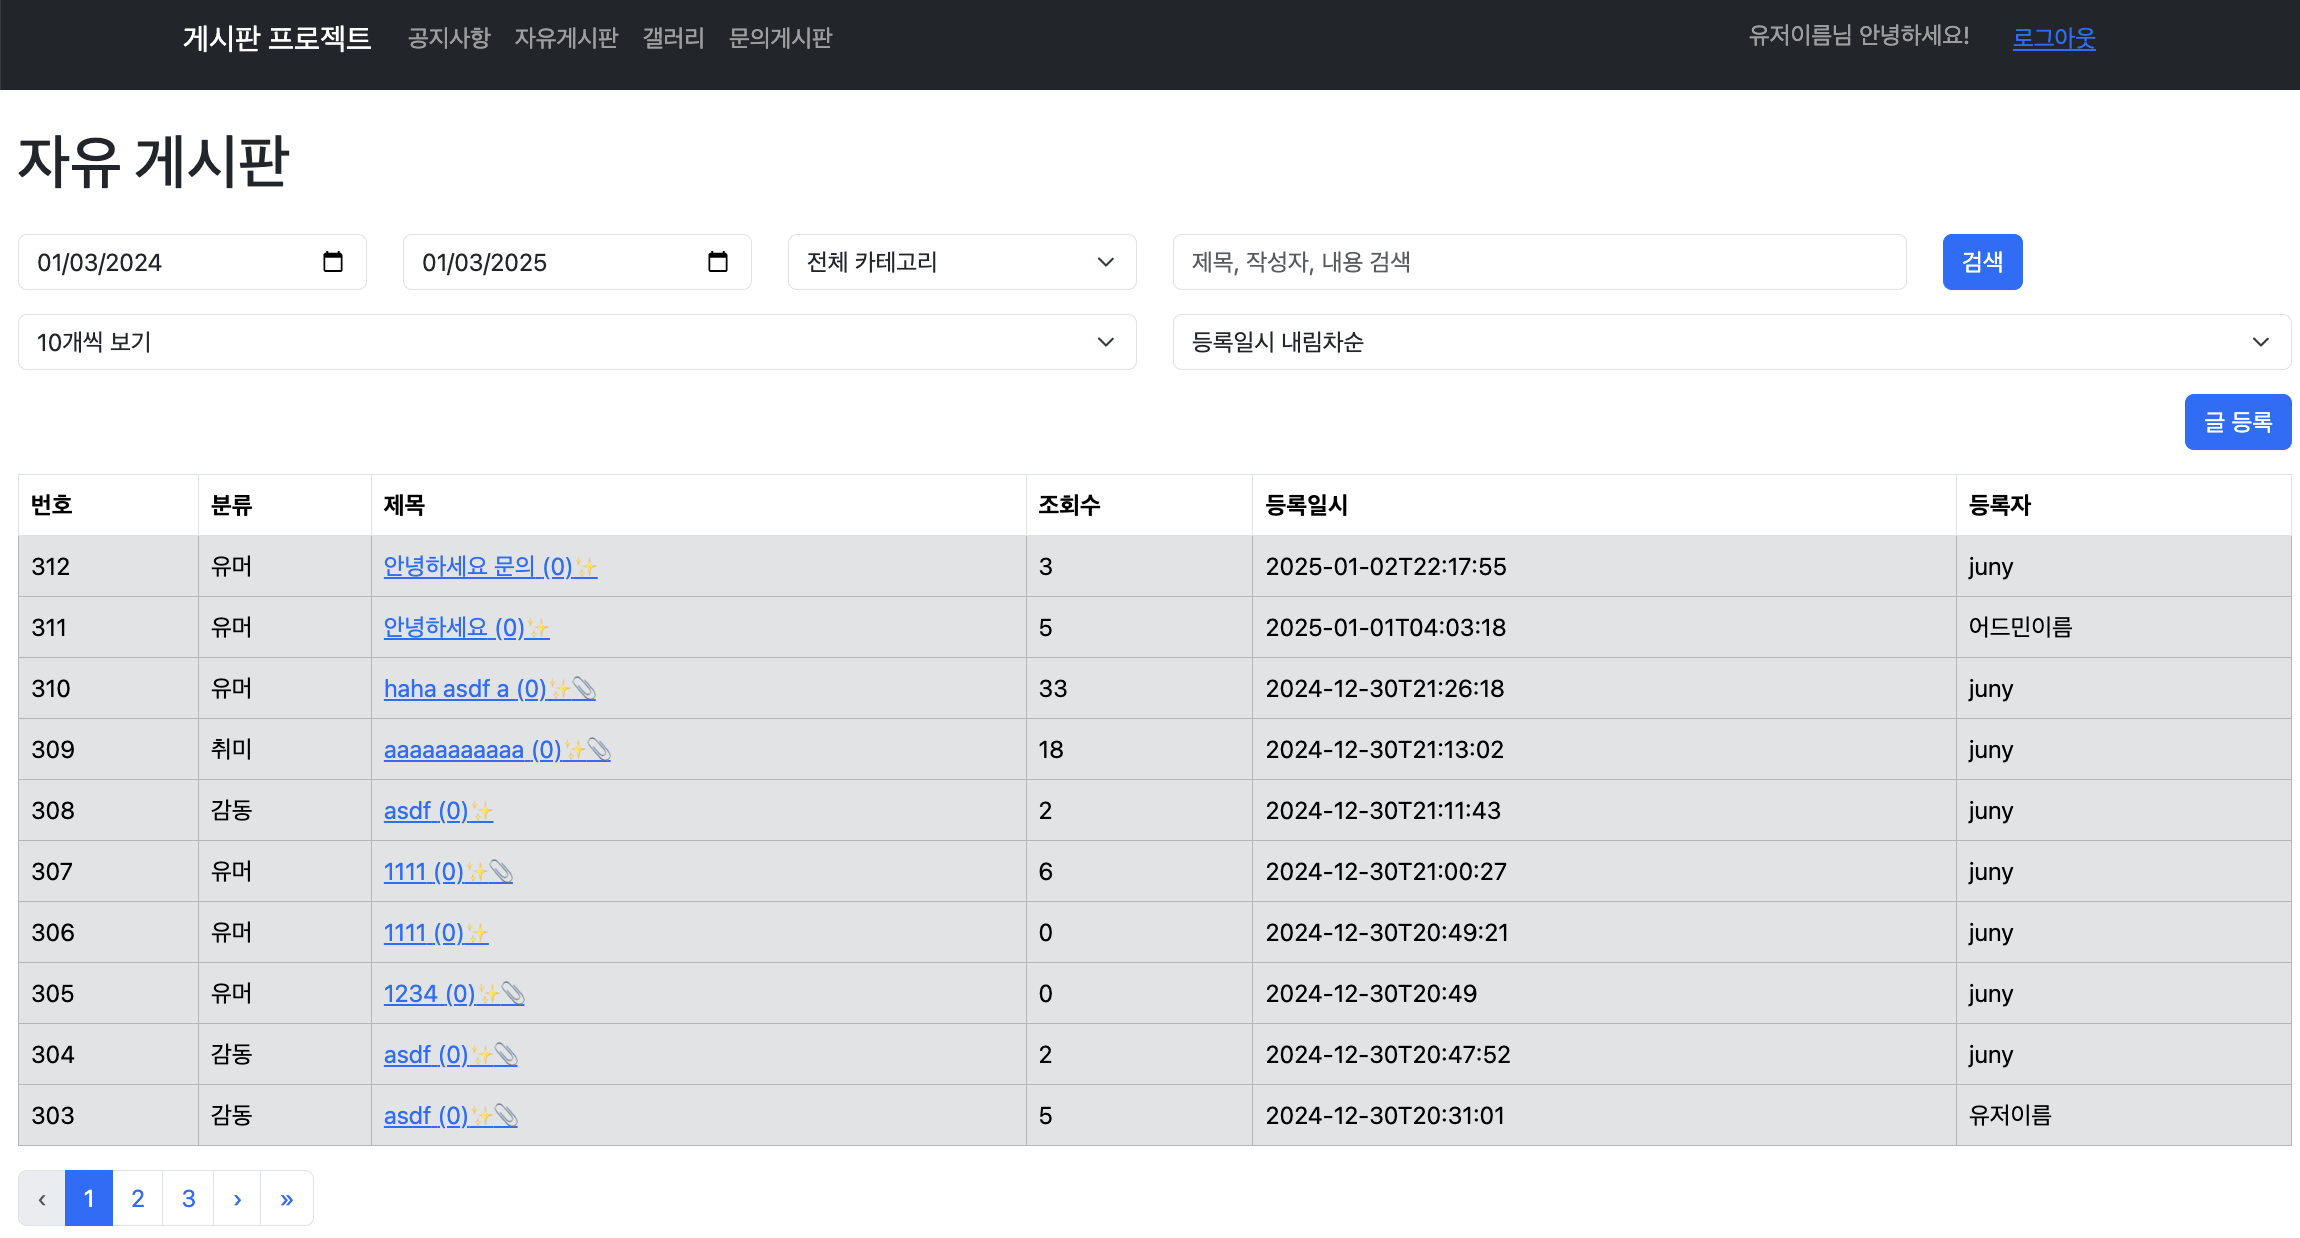 게시판 프로젝트 공지사항 자유게시판 갤러리 문의게시판 유저이름님 안녕하세요! 로그아웃
자유 게시판
01/03/2024 01/03/2025 전체 카테고리 제목, 작성자, 내용 검색 검색
10개씩 보기 등록일시 내림차순
글 등록
번호 분류 제목 조회수 등록일시 등록자
312 유머 안녕하세요 문의 (0)✨ 3 2025-01-02T22:17:55 juny
311 유머 안녕하세요 (0)✨ 5 2025-01-01T04:03:18 어드민이름
310 유머 haha asdf a (0)✨📎 33 2024-12-30T21:26:18 juny
309 취미 aaaaaaaaaaa (0)✨📎 18 2024-12-30T21:13:02 juny
308 감동 asdf (0)✨ 2 2024-12-30T21:11:43 juny
307 유머 1111 (0)✨📎 6 2024-12-30T21:00:27 juny
306 유머 1111 (0)✨ 0 2024-12-30T20:49:21 juny
305 유머 1234 (0)✨📎 0 2024-12-30T20:49 juny
304 감동 asdf (0)✨📎 2 2024-12-30T20:47:52 juny
303 감동 asdf (0)✨📎 5 2024-12-30T20:31:01 유저이름
‹ 1 2 3 › »